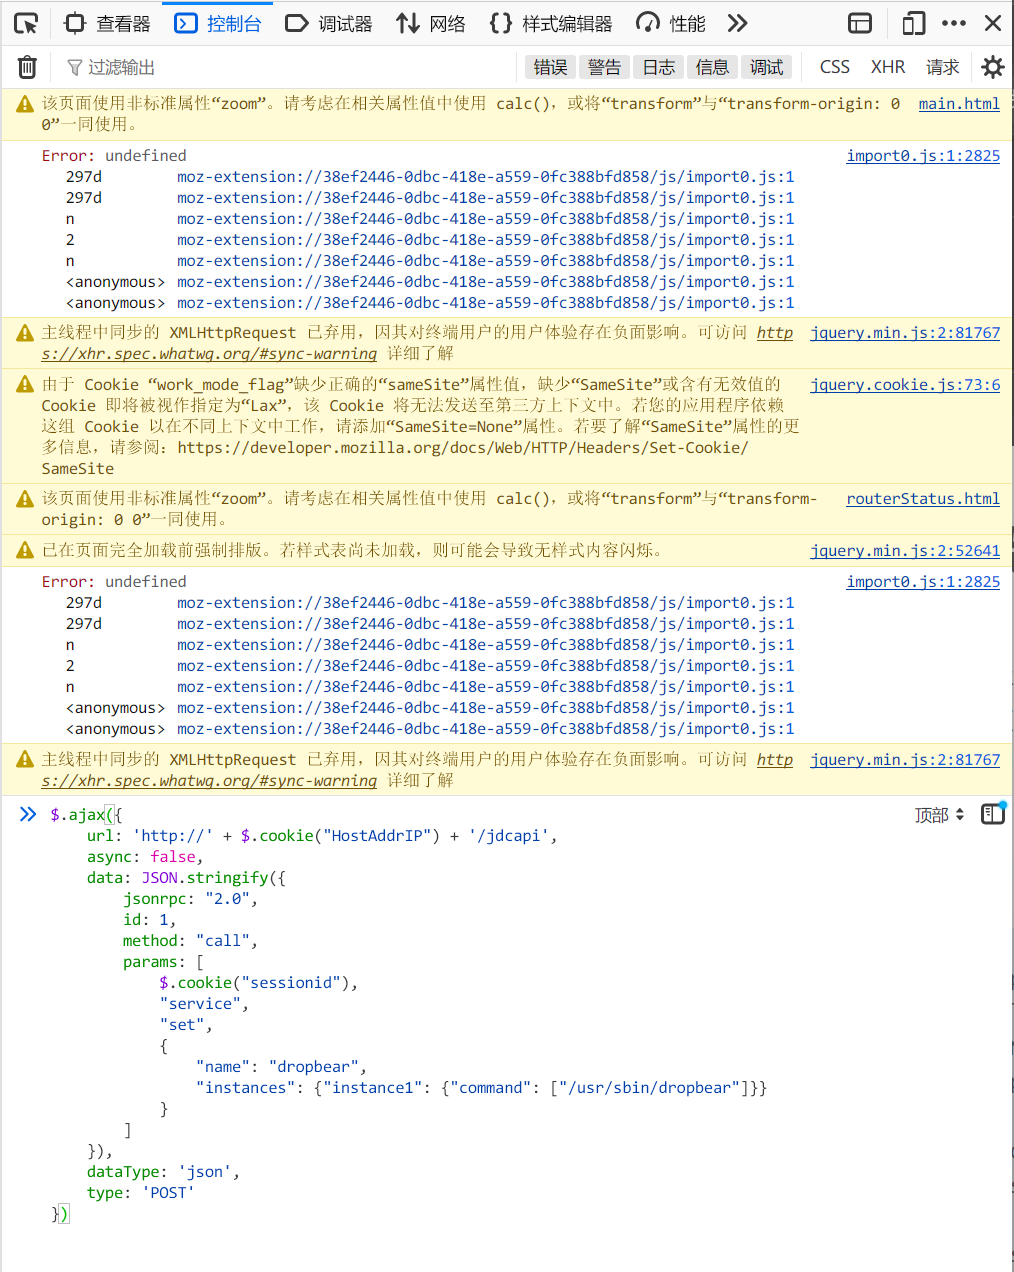 查看器 控制台 调试器 网络 样式编辑器 性能
过滤输出 错误 警告 日志 信息 调试 CSS XHR 请求
该页面使用非标准属性“zoom”。请考虑在相关属性值中使用 calc()，或将“transform”与“transform-origin: 0 main.html
0”一同使用。
Error: undefined import0.js:1:2825
297d moz-extension://38ef2446-0dbc-418e-a559-0fc388bfd858/js/import0.js:1
297d moz-extension://38ef2446-0dbc-418e-a559-0fc388bfd858/js/import0.js:1
n moz-extension://38ef2446-0dbc-418e-a559-0fc388bfd858/js/import0.js:1
2 moz-extension://38ef2446-0dbc-418e-a559-0fc388bfd858/js/import0.js:1
n moz-extension://38ef2446-0dbc-418e-a559-0fc388bfd858/js/import0.js:1
<anonymous> moz-extension://38ef2446-0dbc-418e-a559-0fc388bfd858/js/import0.js:1
<anonymous> moz-extension://38ef2446-0dbc-418e-a559-0fc388bfd858/js/import0.js:1
主线程中同步的 XMLHttpRequest 已弃用，因其对终端用户的用户体验存在负面影响。可访问 http jquery.min.js:2:81767
s://xhr.spec.whatwg.org/#sync-warning 详细了解
由于 Cookie “work_mode_flag”缺少正确的“sameSite”属性值，缺少“SameSite”或含有无效值的 jquery.cookie.js:73:6
Cookie 即将被视作指定为“Lax”，该 Cookie 将无法发送至第三方上下文中。若您的应用程序依赖
这组 Cookie 以在不同上下文中工作，请添加“SameSite=None”属性。若要了解“SameSite”属性的更
多信息，请参阅：https://developer.mozilla.org/docs/Web/HTTP/Headers/Set-Cookie/
SameSite
该页面使用非标准属性“zoom”。请考虑在相关属性值中使用 calc()，或将“transform”与“transform- routerStatus.html
origin: 0 0”一同使用。
已在页面完全加载前强制排版。若样式表尚未加载，则可能会导致无样式内容闪烁。 jquery.min.js:2:52641
Error: undefined import0.js:1:2825
297d moz-extension://38ef2446-0dbc-418e-a559-0fc388bfd858/js/import0.js:1
297d moz-extension://38ef2446-0dbc-418e-a559-0fc388bfd858/js/import0.js:1
n moz-extension://38ef2446-0dbc-418e-a559-0fc388bfd858/js/import0.js:1
2 moz-extension://38ef2446-0dbc-418e-a559-0fc388bfd858/js/import0.js:1
n moz-extension://38ef2446-0dbc-418e-a559-0fc388bfd858/js/import0.js:1
<anonymous> moz-extension://38ef2446-0dbc-418e-a559-0fc388bfd858/js/import0.js:1
<anonymous> moz-extension://38ef2446-0dbc-418e-a559-0fc388bfd858/js/import0.js:1
主线程中同步的 XMLHttpRequest 已弃用，因其对终端用户的用户体验存在负面影响。可访问 http jquery.min.js:2:81767
s://xhr.spec.whatwg.org/#sync-warning 详细了解
$.ajax({ 顶部
url: 'http://' + $.cookie("HostAddrIP") + '/jdcapi',
async: false,
data: JSON.stringify({
jsonrpc: "2.0",
id: 1,
method: "call",
params: [
$.cookie("sessionid"),
"service",
"set",
{
"name": "dropbear",
"instances": {"instance1": {"command": ["/usr/sbin/dropbear"]}}
}
]
}),
dataType: 'json',
type: 'POST'
})